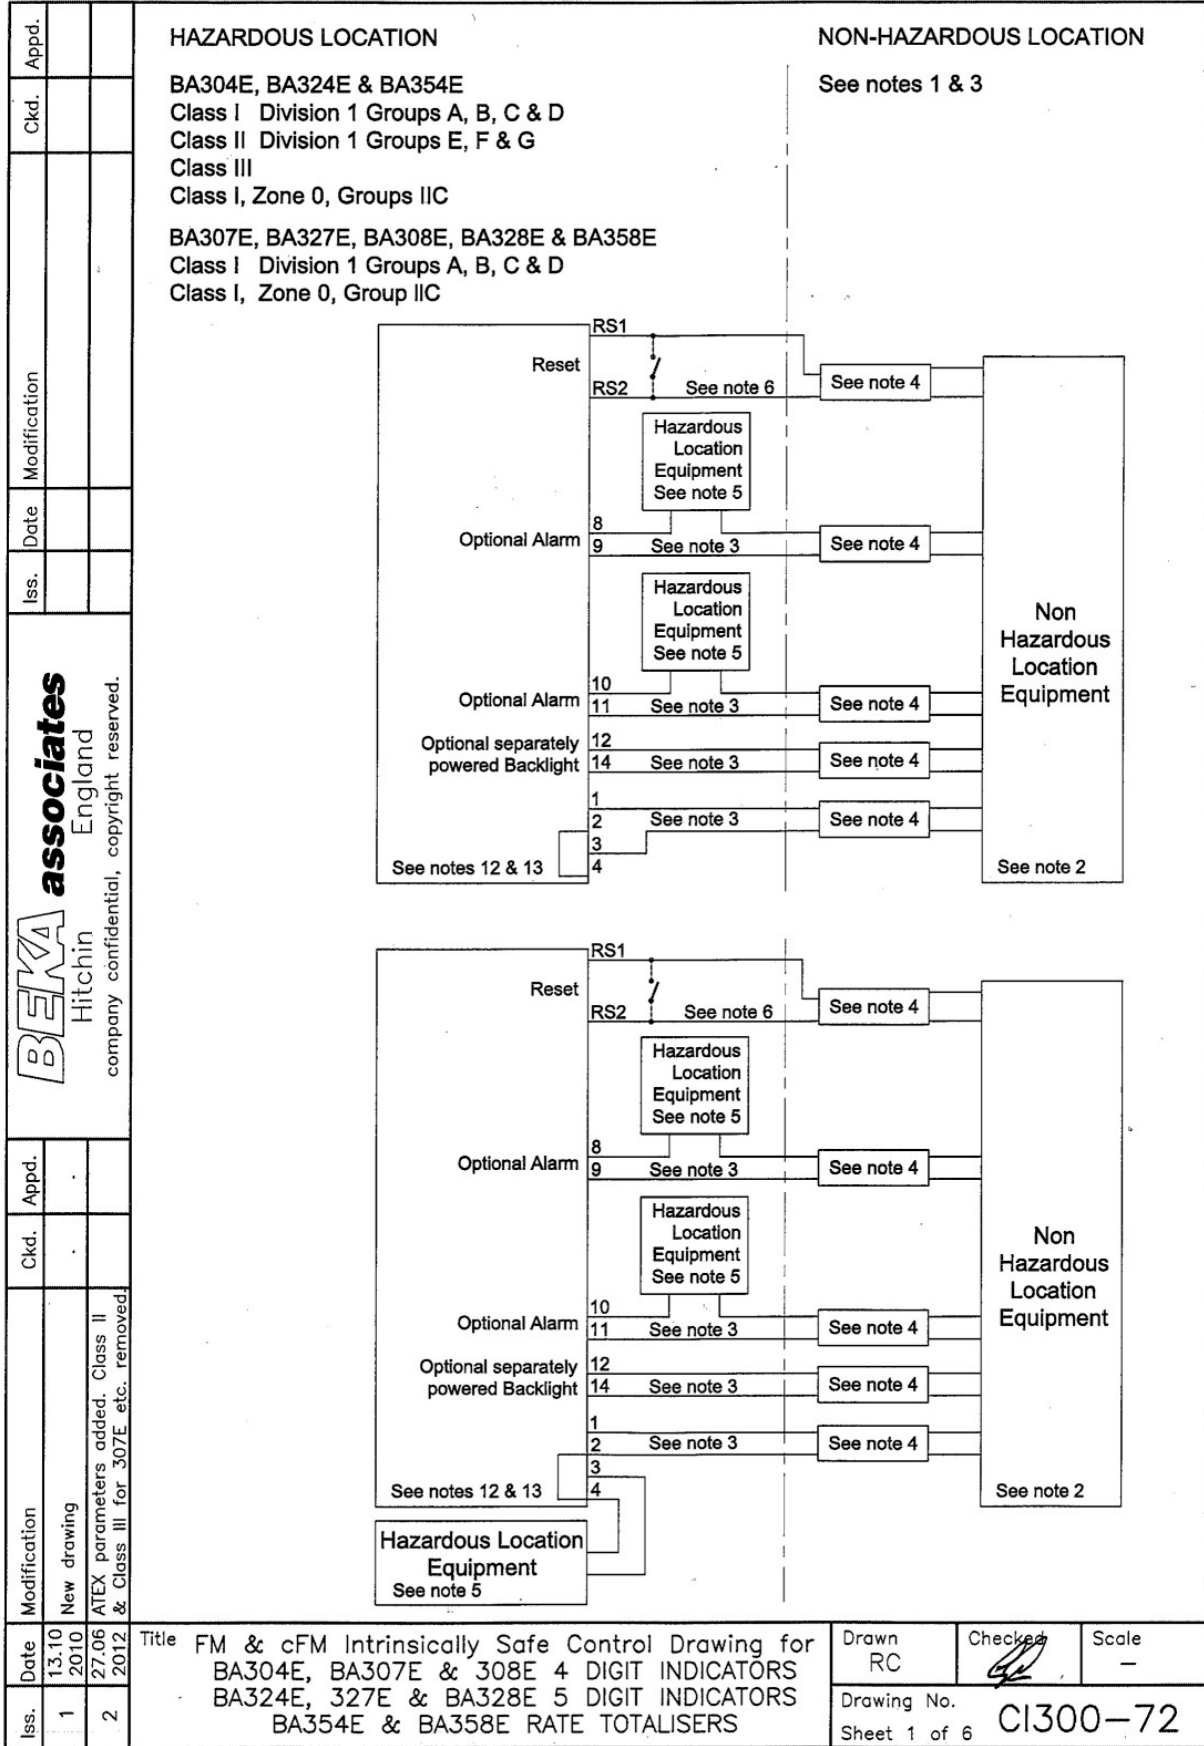 HAZARDOUS LOCATION
NON-HAZARDOUS LOCATION
BA304E, BA324E & BA354E
See notes 1 & 3
Class I Division 1 Groups A, B, C & D
Class II Division 1 Groups E, F & G
Class III
Class I, Zone 0, Groups IIC
BA307E, BA327E, BA308E, BA328E & BA358E
Class I Division 1 Groups A, B, C & D
Class I, Zone 0, Group IIC
RS1
Reset
RS2
See note 6
See note 4
Hazardous
Location
Equipment
See note 5
Optional Alarm
8
9
See note 3
See note 4
Hazardous
Location
Equipment
See note 5
Optional Alarm
10
11
See note 3
See note 4
Optional separately
powered Backlight
12
14
See note 3
See note 4
1
2
3
4
See note 3
See note 4
See notes 12 & 13
Non
Hazardous
Location
Equipment
See note 2
RS1
Reset
RS2
See note 6
See note 4
Hazardous
Location
Equipment
See note 5
Optional Alarm
8
9
See note 3
See note 4
Hazardous
Location
Equipment
See note 5
Optional Alarm
10
11
See note 3
See note 4
Optional separately
powered Backlight
12
14
See note 3
See note 4
1
2
3
4
See note 3
See note 4
See notes 12 & 13
Non
Hazardous
Location
Equipment
See note 2
Hazardous Location
Equipment
See note 5
Iss. Date Modification Ckd. Appd.
BEKA associates
Hitchin England
company confidential, copyright reserved.
Iss. Date Modification Ckd. Appd.
1 13.10 2010 New drawing
2 27.06 2012 ATEX parameters added. Class II
& Class III for 307E etc. removed.
Title FM & cFM Intrinsically Safe Control Drawing for
BA304E, BA307E & 308E 4 DIGIT INDICATORS
BA324E, 327E & BA328E 5 DIGIT INDICATORS
BA354E & BA358E RATE TOTALISERS
Drawn
RC
Checked
Scale
–
Drawing No.
CI300-72
Sheet 1 of 6